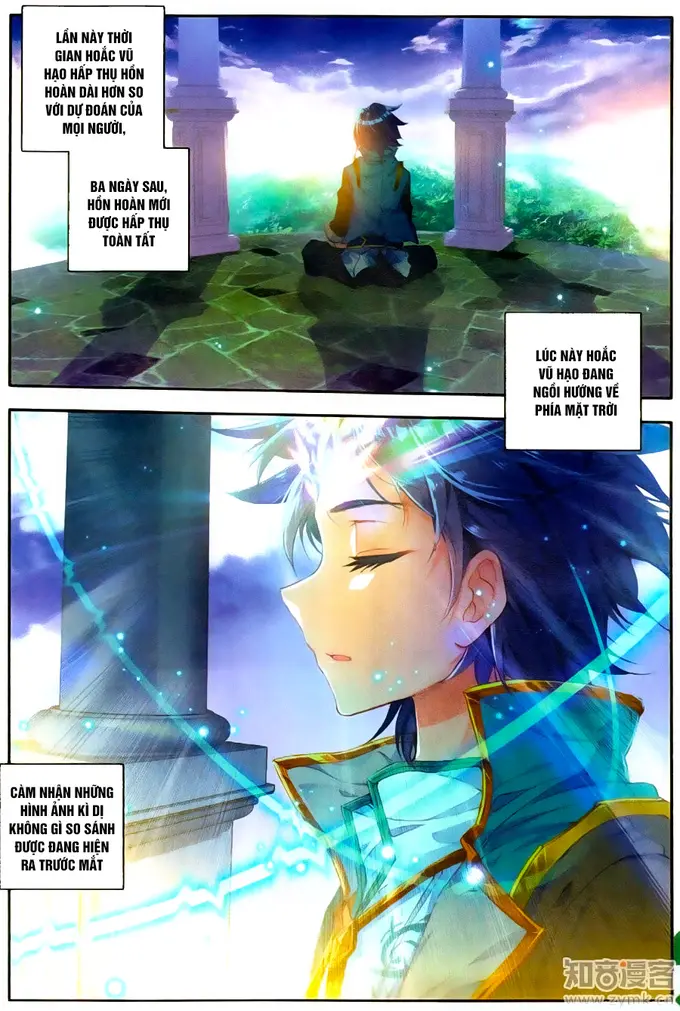 LẦN NÀY THỜI
GIAN HOẮC VŨ
HẠO HẤP THỤ HỒN
HOÀN DÀI HƠN SO
VỚI DỰ ĐOÁN CỦA
MỌI NGƯỜI,
BA NGÀY SAU,
HỒN HOÀN MỚI
ĐƯỢC HẤP THỤ
TOÀN TẤT
LÚC NÀY HOẮC
VŨ HẠO ĐANG
NGỒI HƯỚNG VỀ
PHÍA MẶT TRỜI
CÀM NHẬN NHỮNG
HÌNH ẢNH KÌ DỊ
KHÔNG GÌ SO SÁNH
ĐƯỢC ĐANG HIỆN
RA TRƯỚC MẮT
知音漫客
www.zymk.cn